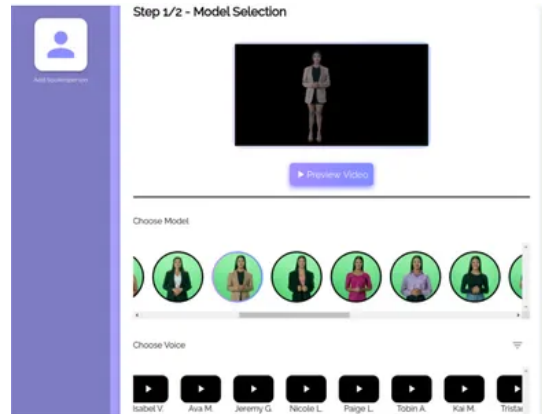 Step 1/2 - Model Selection
Add Spokesperson
Preview Video
Choose Model
Choose Voice
Isabel V.
Ava M.
Jeremy G.
Nicole L.
Paige L.
Tobin A.
Kai M.